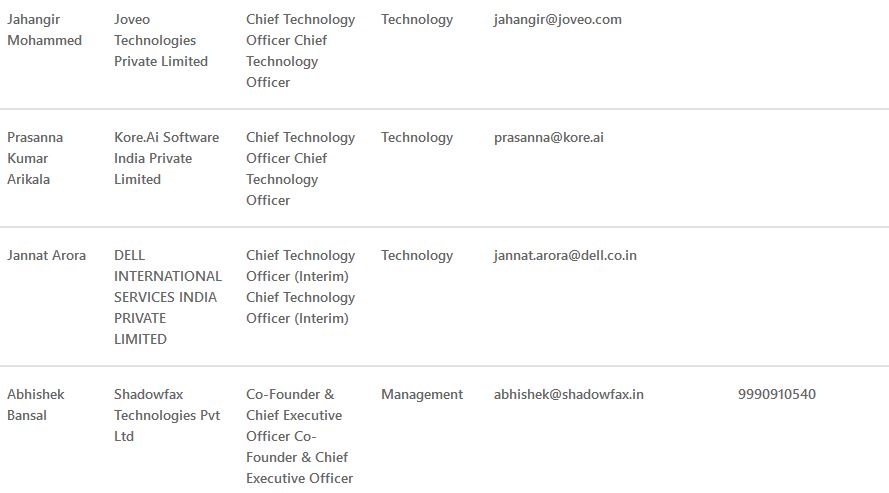 Jahangir Mohammed
Joveo Technologies Private Limited
Chief Technology Officer Chief Technology Officer
Technology
jahangir@joveo.com
Prasanna Kumar Arikala
Kore.Ai Software India Private Limited
Chief Technology Officer Chief Technology Officer
Technology
prasanna@kore.ai
Jannat Arora
DELL INTERNATIONAL SERVICES INDIA PRIVATE LIMITED
Chief Technology Officer (Interim) Chief Technology Officer (Interim)
Technology
jannat.arora@dell.co.in
Abhishek Bansal
Shadowfax Technologies Pvt Ltd
Co-Founder & Chief Executive Officer Co-Founder & Chief Executive Officer
Management
abhishek@shadowfax.in
9990910540